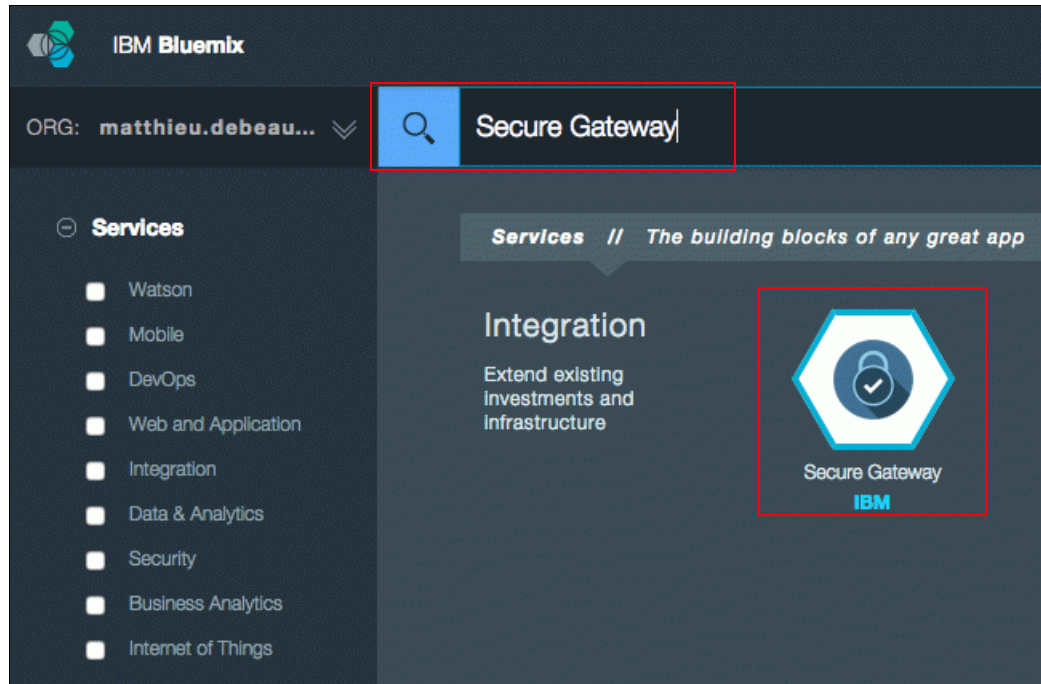 IBM Bluemix
ORG: matthieu.debeau...
Secure Gateway
Services
Watson
Mobile
DevOps
Web and Application
Integration
Data & Analytics
Security
Business Analytics
Internet of Things
Services // The building blocks of any great app
Integration
Extend existing
investments and
infrastructure
Secure Gateway
IBM